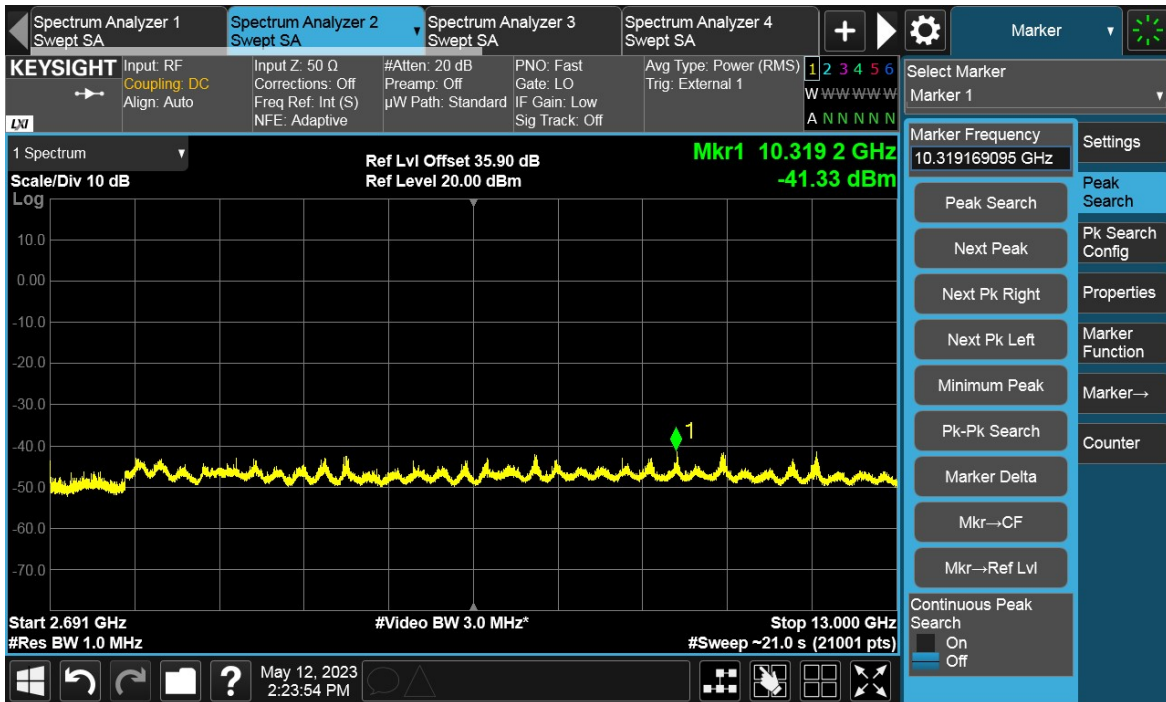 Spectrum Analyzer 1
Swept SA
Spectrum Analyzer 2
Swept SA
Spectrum Analyzer 3
Swept SA
Spectrum Analyzer 4
Swept SA
+
Marker
KEYSIGHT
LXI
Input: RF
Coupling: DC
Align: Auto
Input Z: 50 Ω
Corrections: Off
Freq Ref: Int (S)
NFE: Adaptive
#Atten: 20 dB
Preamp: Off
µW Path: Standard
PNO: Fast
Gate: LO
IF Gain: Low
Sig Track: Off
Avg Type: Power (RMS)
Trig: External 1
1 2 3 4 5 6
W W W W W W
A N N N N N
Select Marker
Marker 1
1 Spectrum
Scale/Div 10 dB
Log
Ref Lvl Offset 35.90 dB
Ref Level 20.00 dBm
Mkr1 10.319 2 GHz
-41.33 dBm
10.0
0.00
-10.0
-20.0
-30.0
-40.0
-50.0
-60.0
-70.0
1
Start 2.691 GHz
#Res BW 1.0 MHz
#Video BW 3.0 MHz*
Stop 13.000 GHz
#Sweep ~21.0 s (21001 pts)
Marker Frequency
10.319169095 GHz
Peak Search
Next Peak
Next Pk Right
Next Pk Left
Minimum Peak
Pk-Pk Search
Marker Delta
Mkr→CF
Mkr→Ref Lvl
Continuous Peak
Search
On
Off
Settings
Peak
Search
Pk Search
Config
Properties
Marker
Function
Marker→
Counter
?
May 12, 2023
2:23:54 PM